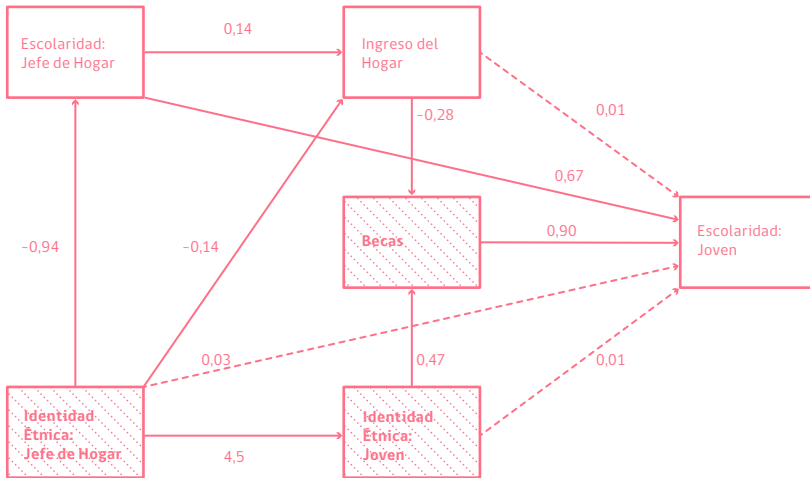 0,14
Escolaridad:
Jefe de Hogar
Ingreso del
Hogar
-0,28
0,01
0,67
-0,94
-0,14
Becas
0,90
Escolaridad:
Joven
0,03
0,47
0,01
Identidad
Étnica:
Jefe de Hogar
4,5
Identidad
Étnica:
Joven